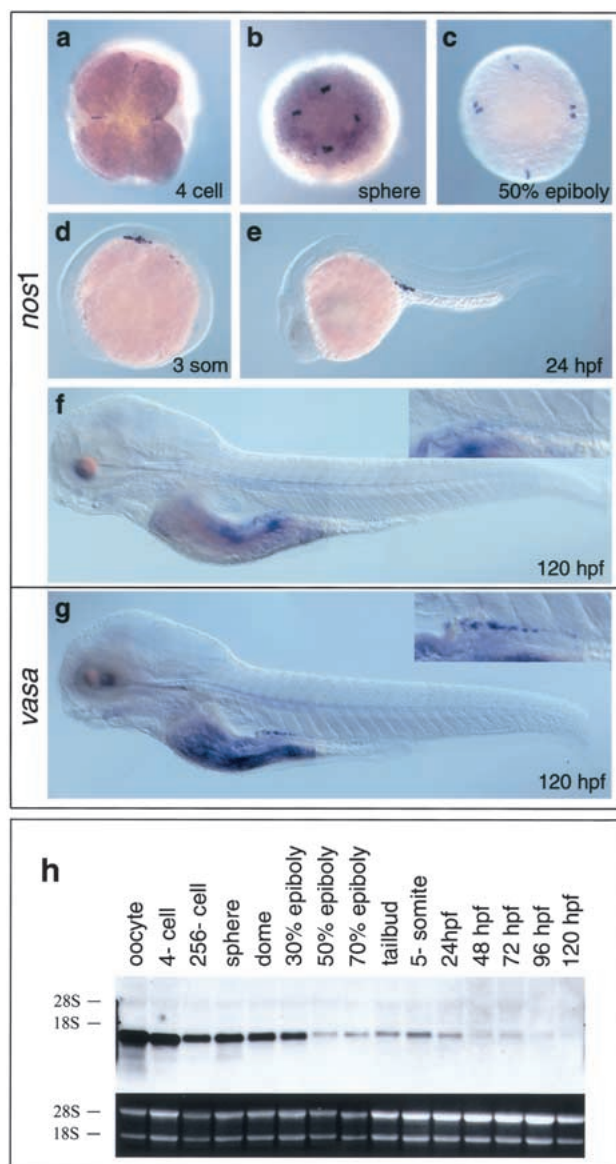 a
b
c
4 cell
sphere
50% epiboly
nos1
d
e
3 som
24 hpf
f
120 hpf
vasa
g
120 hpf
h
oocyte
4- cell
256- cell
sphere
dome
30% epiboly
50% epiboly
70% epiboly
tailbud
5- somite
24hpf
48 hpf
72 hpf
96 hpf
120 hpf
28S
18S
28S
18S